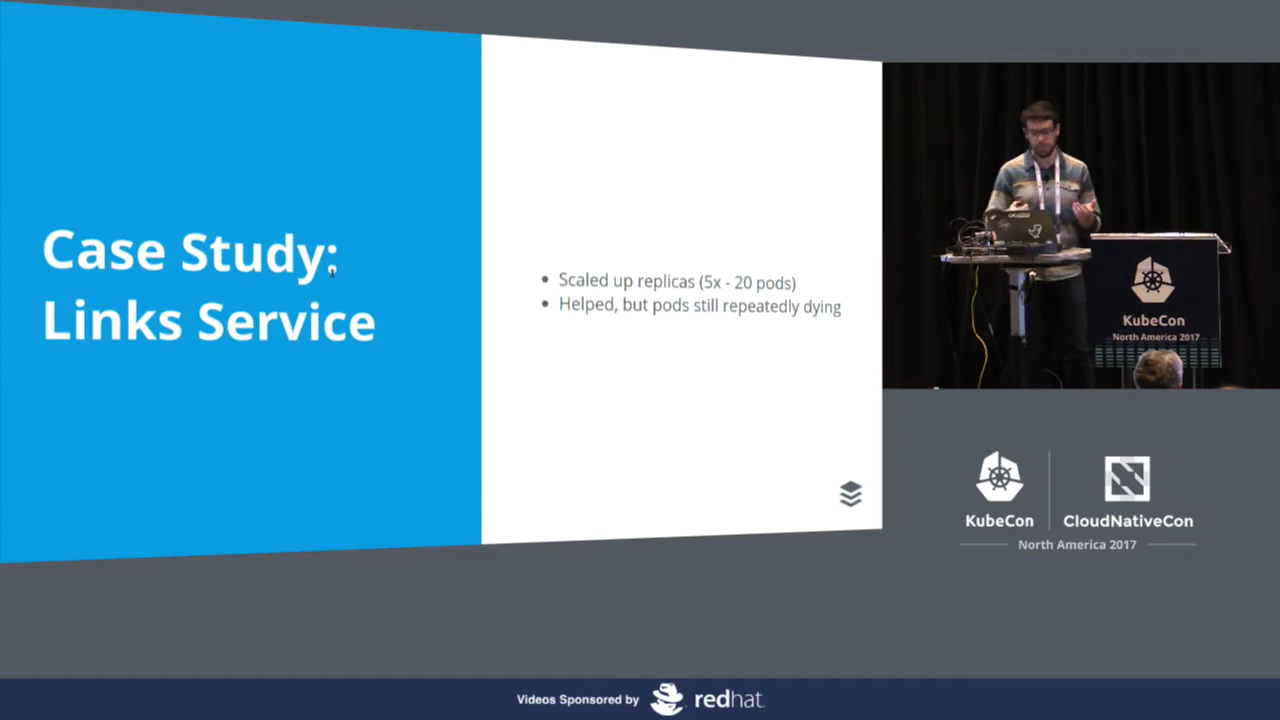 Case Study:
Links Service
Scaled up replicas (5x - 20 pods)
Helped, but pods still repeatedly dying
KubeCon
North America 2017
KubeCon
CloudNativeCon
North America 2017
Videos Sponsored by
redhat